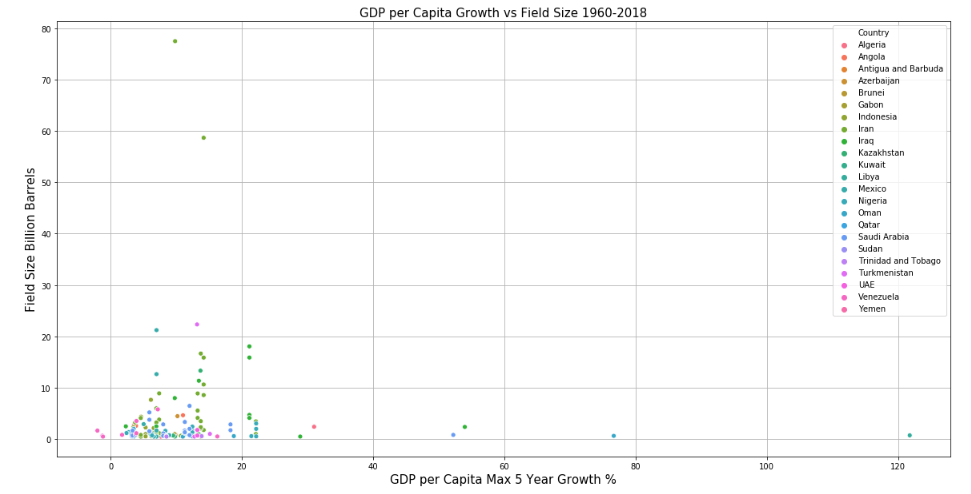 GDP per Capita Growth vs Field Size 1960-2018
80
70
60
50
40
30
20
10
0
Field Size Billion Barrels
0 20 40 60 80 100 120
GDP per Capita Max 5 Year Growth %
Country
Algeria
Angola
Antigua and Barbuda
Azerbaijan
Brunei
Gabon
Indonesia
Iran
Iraq
Kazakhstan
Kuwait
Libya
Mexico
Nigeria
Oman
Qatar
Saudi Arabia
Sudan
Trinidad and Tobago
Turkmenistan
UAE
Venezuela
Yemen